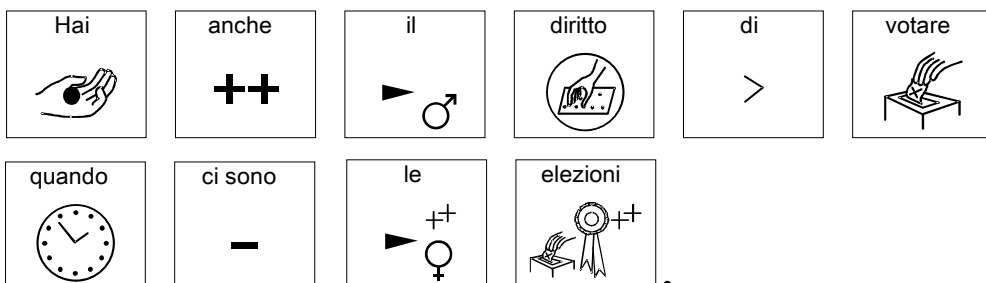 Hai anche il diritto di votare
quando ci sono le elezioni.